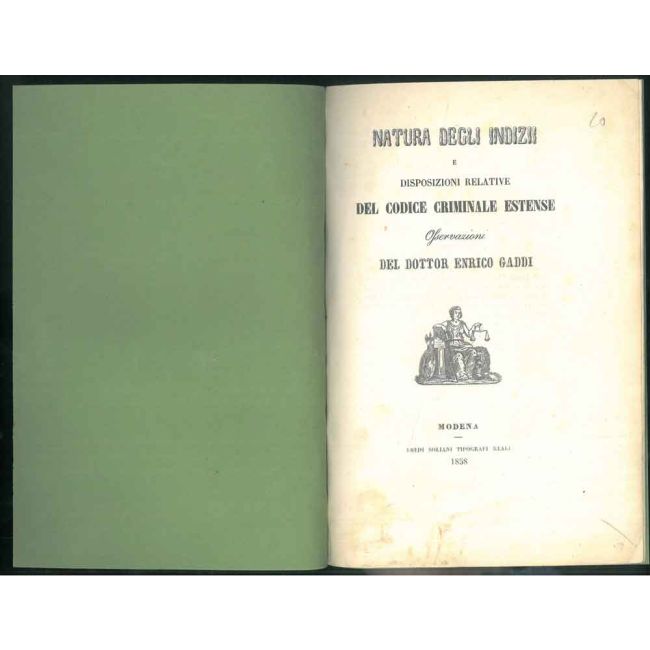 20
NATURA DEGLI INDIZII
E
DISPOSIZIONI RELATIVE
DEL CODICE CRIMINALE ESTENSE
Osservazioni
DEL DOTTOR ENRICO GADDI
MODENA
EREDI SOLIANI TIPOGRAFI REALI
1858